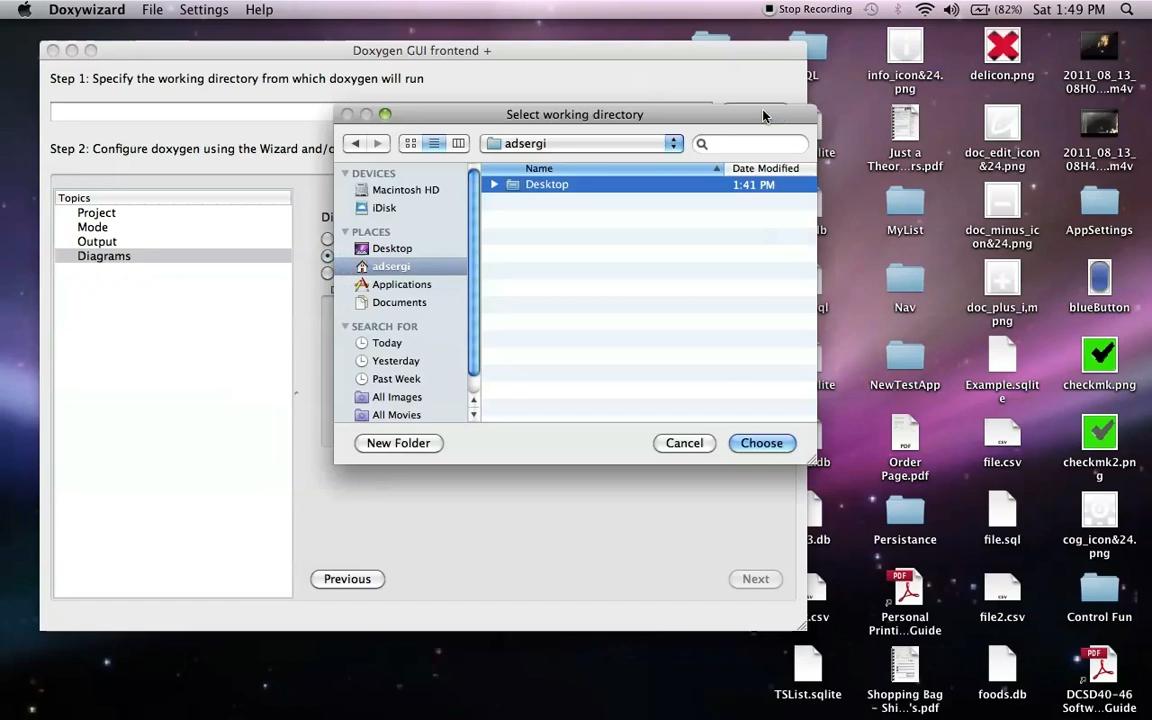 Doxywizard File Settings Help
Stop Recording (82%) Sat 1:49 PM
Doxygen GUI frontend +
Step 1: Specify the working directory from which doxygen will run
Step 2: Configure doxygen using the Wizard and/o
Topics
Project
Mode
Output
Diagrams
Di
Previous
Next
Select working directory
adsergi
DEVICES
Macintosh HD
iDisk
PLACES
Desktop
adsergi
Applications
Documents
SEARCH FOR
Today
Yesterday
Past Week
All Images
All Movies
Name Date Modified
Desktop 1:41 PM
New Folder
Cancel
Choose
info_icon&24.
png
delicon.png
2011_08_13_
08H0...m4v
Just a
Theor...rs.pdf
doc_edit_icon
&24.png
2011_08_13_
08H4...m4v
MyList
doc_minus_ic
on&24.png
AppSettings
Nav
doc_plus_i,m
png
blueButton
NewTestApp
Example.sqlit
e
checkmk.png
PDF
Order
Page.pdf
CSV
file.csv
checkmk2.pn
g
Persistance
file.sql
cog_icon&24.
png
PDF
Personal
Printi...Guide
CSV
file2.csv
Control Fun
TSList.sqlite
Shopping Bag
- Shi...'s.pdf
foods.db
PDF
DCSD40-46
Softw...Guide